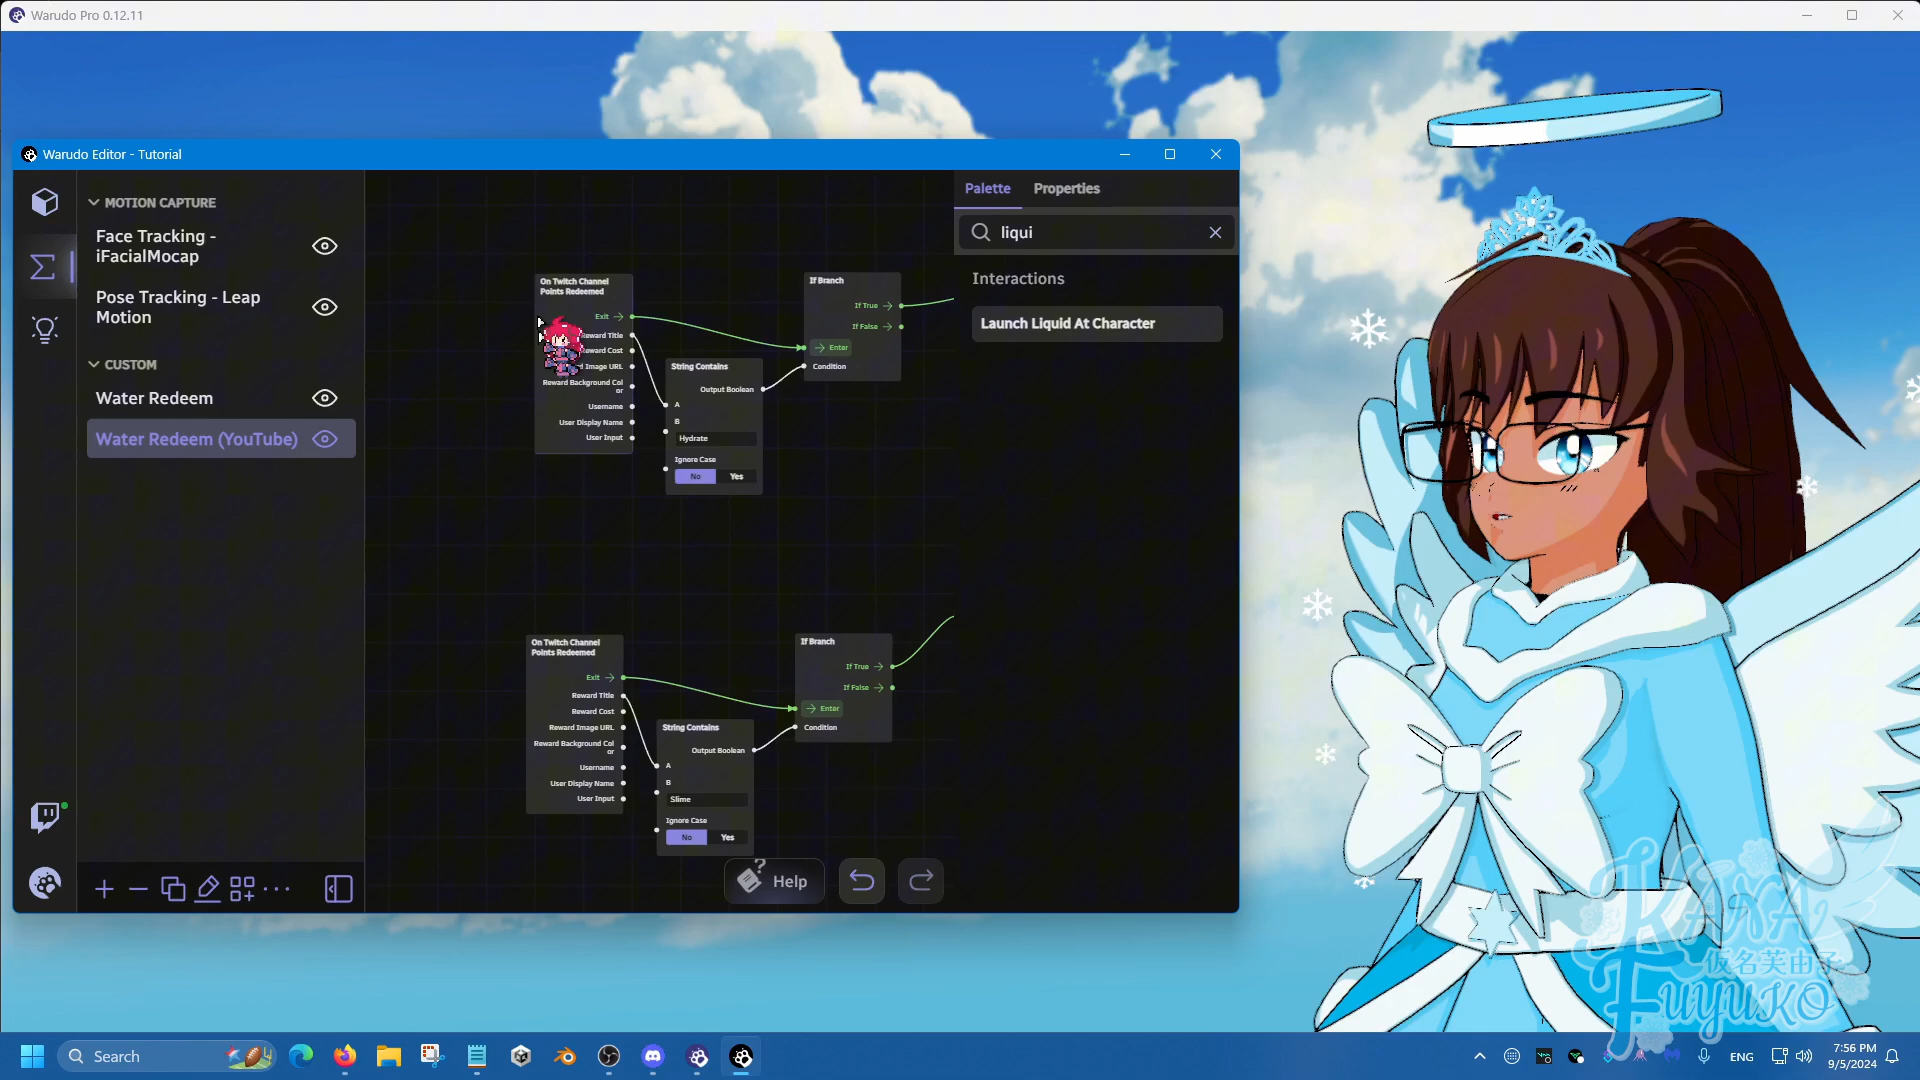 Warudo Pro 0.12.11
Warudo Editor - Tutorial
MOTION CAPTURE
Face Tracking -
iFacialMocap
Pose Tracking - Leap
Motion
CUSTOM
Water Redeem
Water Redeem (YouTube)
On Twitch Channel
Points Redeemed
Exit
Reward Title
Reward Cost
Image URL
Reward Background Col
or
Username
User Display Name
User Input
String Contains
Output Boolean
A
B
Hydrate
Ignore Case
No Yes
If Branch
If True
If False
Enter
Condition
On Twitch Channel
Points Redeemed
Exit
Reward Title
Reward Cost
Reward Image URL
Reward Background Col
or
Username
User Display Name
User Input
String Contains
Output Boolean
A
B
Slime
Ignore Case
No Yes
If Branch
If True
If False
Enter
Condition
Palette Properties
liqui
Interactions
Launch Liquid At Character
? Help
KANA
仮名芙由子
FUYUKO
Search
ENG
7:56 PM
9/5/2024